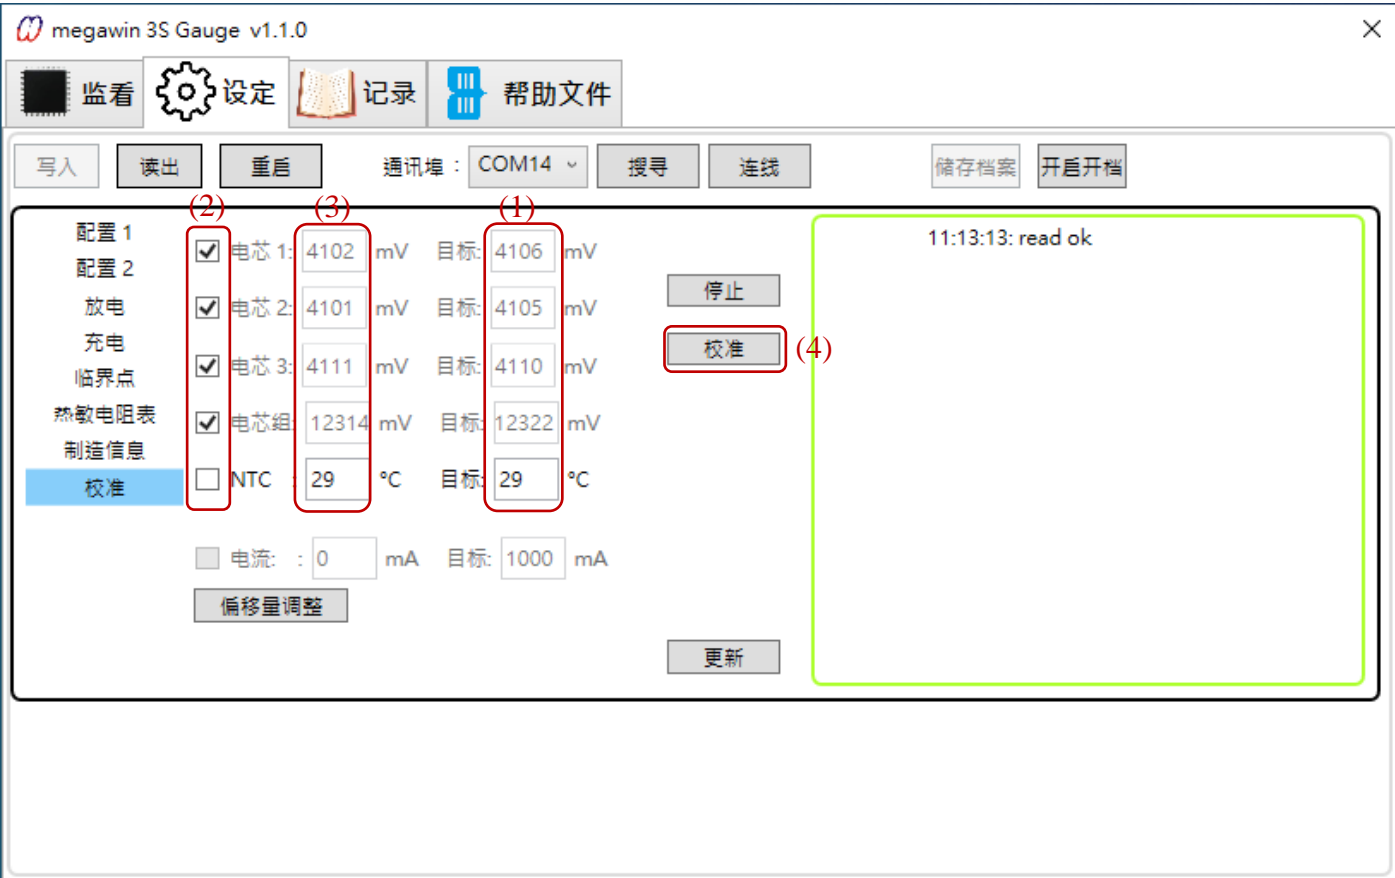 megawin 3S Gauge v1.1.0
监看 设定 记录 帮助文件
写入 读出 重启 通讯埠: COM14 搜寻 连线 储存档案 开启开档
(2) (3) (1)
配置 1
配置 2
放电
充电
临界点
热敏电阻表
制造信息
校准
电芯 1: 4102 mV 目标: 4106 mV
电芯 2: 4101 mV 目标: 4105 mV
电芯 3: 4111 mV 目标: 4110 mV
电芯组: 12314 mV 目标: 12322 mV
NTC : 29 °C 目标: 29 °C
电流: : 0 mA 目标: 1000 mA
偏移量调整
停止
校准 (4)
更新
11:13:13: read ok